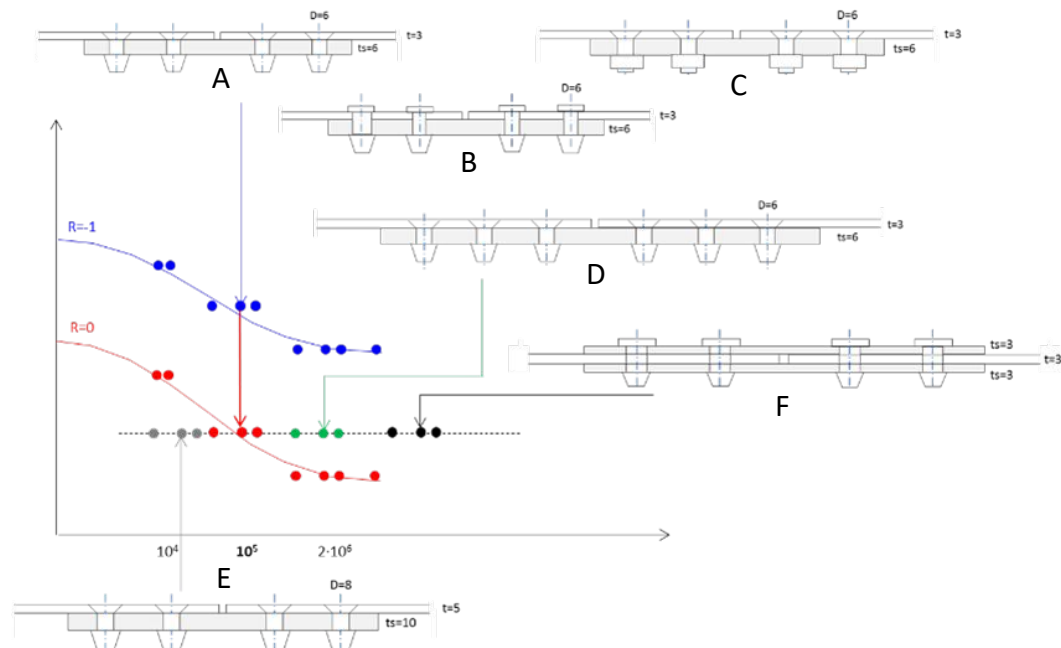 D=6
t=3
ts=6
A
D=6
t=3
ts=6
C
D=6
t=3
ts=6
B
D=6
t=3
ts=6
D
R=-1
R=0
ts=3
t=3
ts=3
F
10⁴
10⁵
2·10⁶
E
D=8
t=5
ts=10